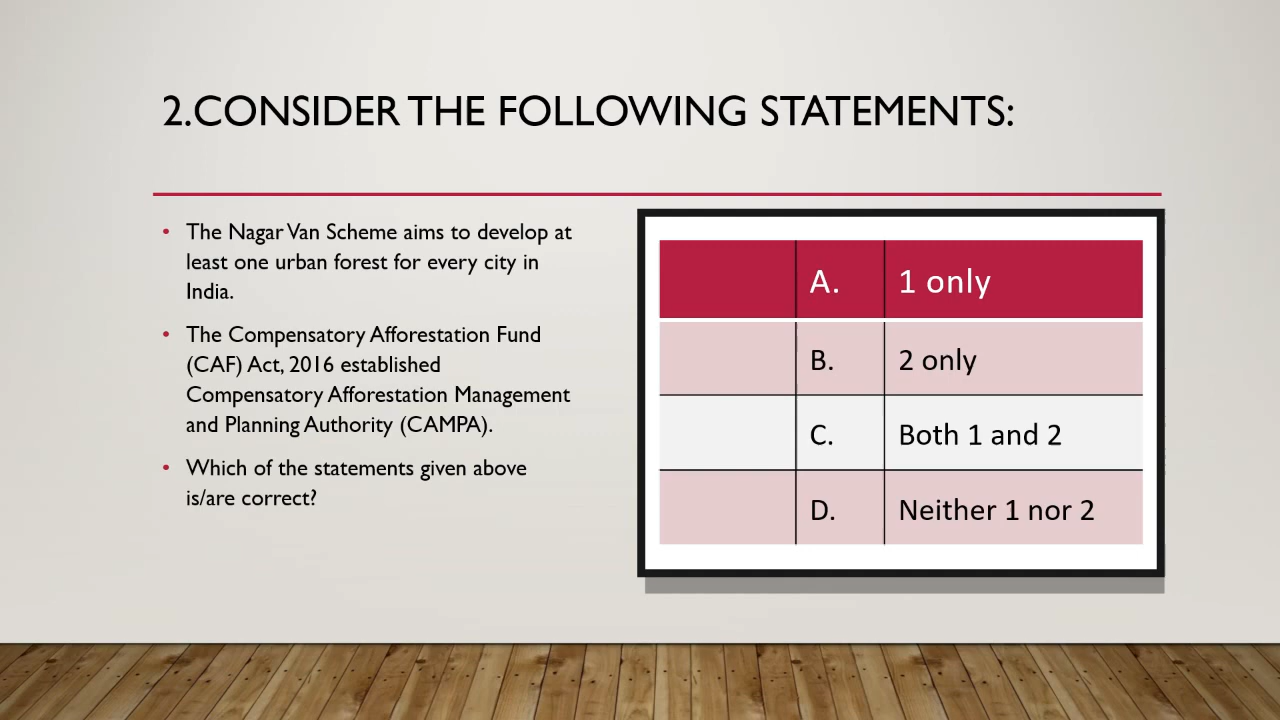 2.CONSIDER THE FOLLOWING STATEMENTS:
• The Nagar Van Scheme aims to develop at
least one urban forest for every city in
India.
• The Compensatory Afforestation Fund
(CAF) Act, 2016 established
Compensatory Afforestation Management
and Planning Authority (CAMPA).
• Which of the statements given above
is/are correct?
A. 1 only
B. 2 only
C. Both 1 and 2
D. Neither 1 nor 2